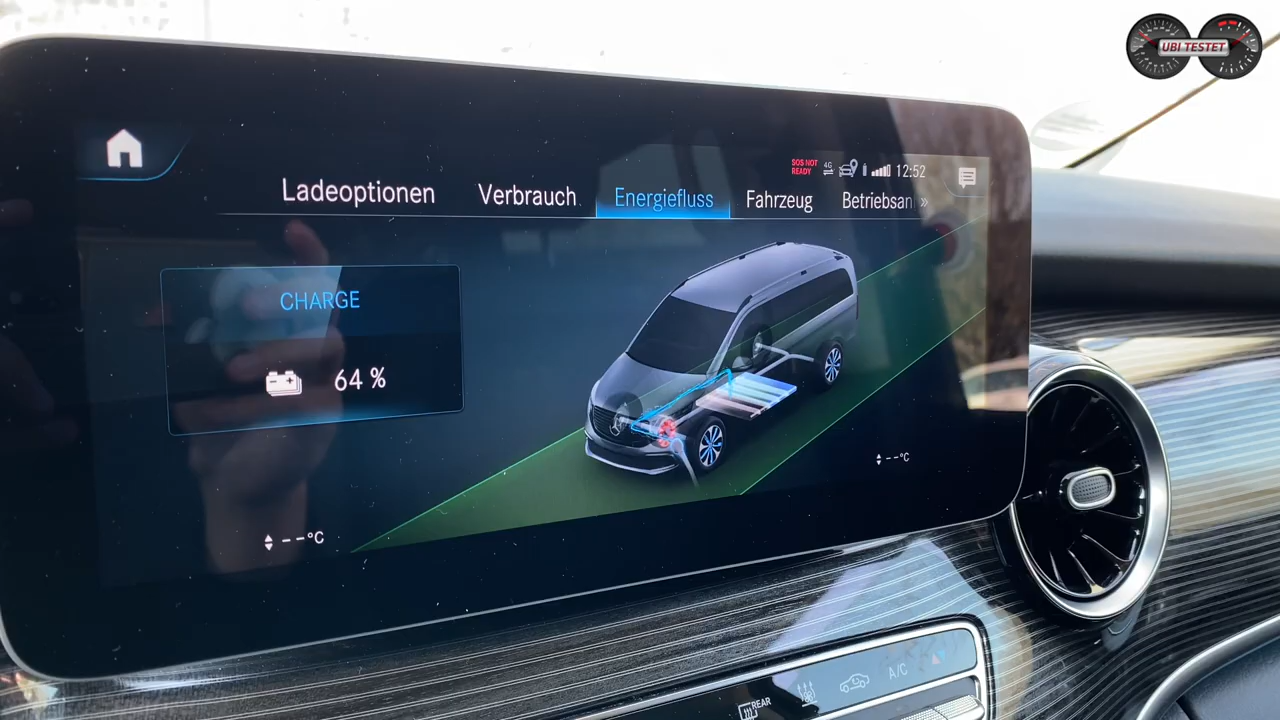 UBI TESTET
SOS NOT
READY
4G
12:52
Ladeoptionen
Verbrauch
Energiefluss
Fahrzeug
Betriebsan
»
CHARGE
64 %
--°C
--°C
REAR
A/C